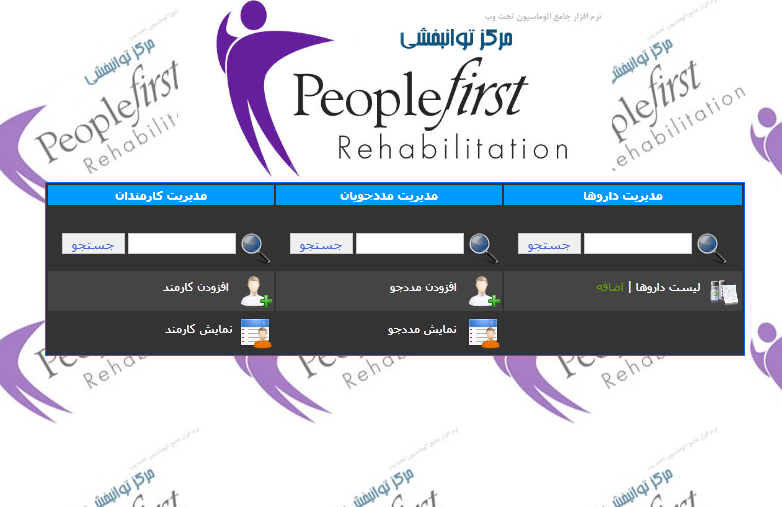 نرم افزار جامع اتوماسیون تحت وب
مرکز توانبخشی
Peoplefirst
Rehabilitation
مدیریت داروها
مدیریت مددجویان
مدیریت کارمندان
جستجو
جستجو
جستجو
لیست داروها | اضافه
افزودن مددجو
افزودن کارمند
نمایش مددجو
نمایش کارمند